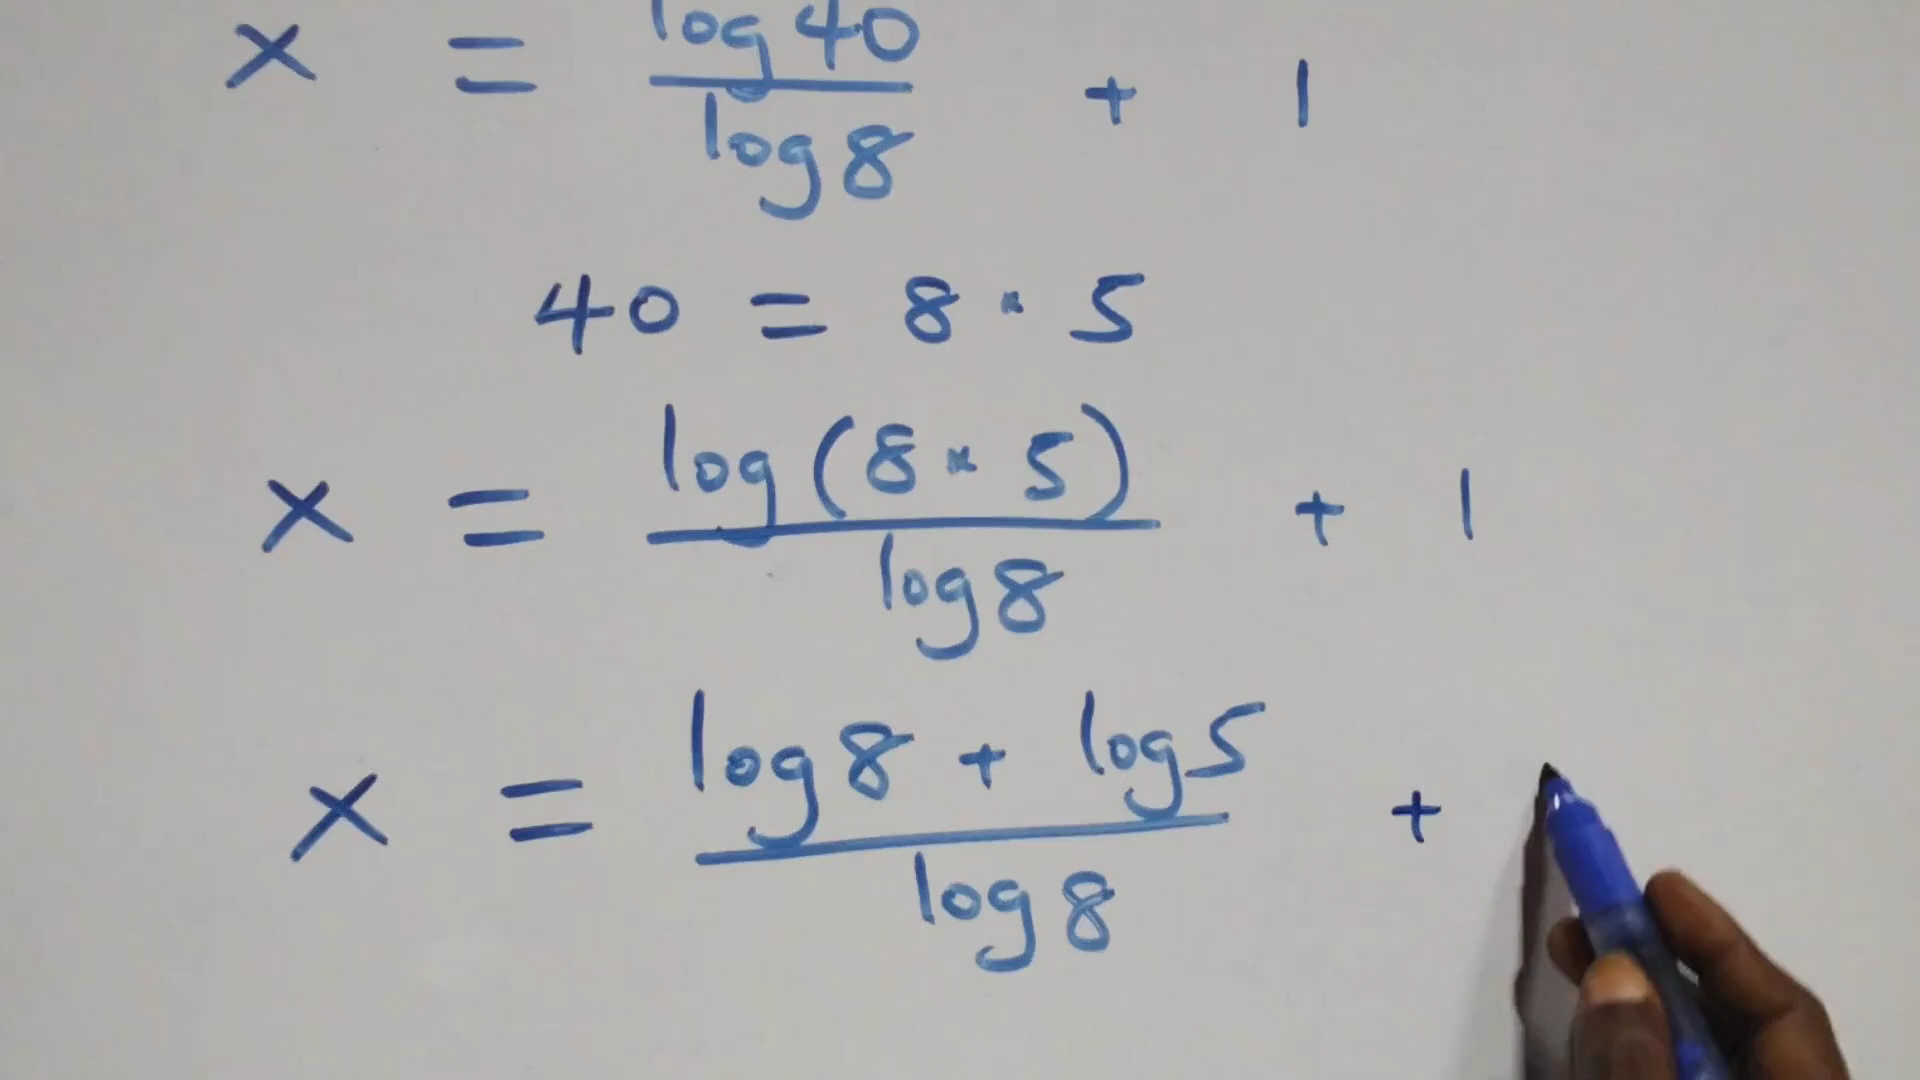 x = log 40 / log 8 + 1
40 = 8 · 5
x = log (8 · 5) / log 8 + 1
x = log 8 + log 5 / log 8 +